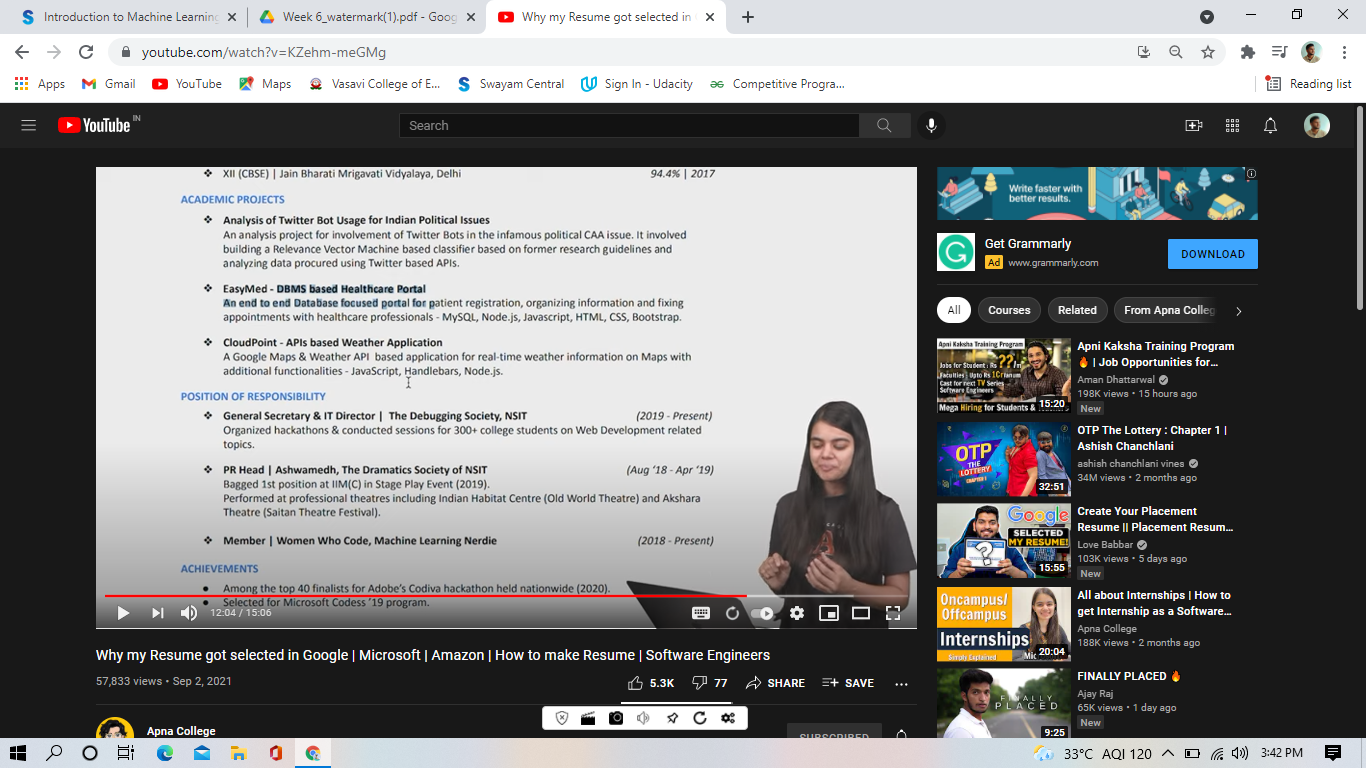 Introduction to Machine Learning
Week 6_watermark(1).pdf - Goog
Why my Resume got selected in
youtube.com/watch?v=KZehm-meGMg
Apps
Gmail
YouTube
Maps
Vasavi College of E...
Swayam Central
Sign In - Udacity
Competitive Progra...
Reading list
YouTube IN
Search
XII (CBSE) | Jain Bharati Mrigavati Vidyalaya, Delhi 94.4% | 2017
ACADEMIC PROJECTS
Analysis of Twitter Bot Usage for Indian Political Issues
An analysis project for involvement of Twitter Bots in the infamous political CAA issue. It involved
building a Relevance Vector Machine based classifier based on former research guidelines and
analyzing data procured using Twitter based APIs.
EasyMed - DBMS based Healthcare Portal
An end to end Database focused portal for patient registration, organizing information and fixing
appointments with healthcare professionals - MySQL, Node.js, Javascript, HTML, CSS, Bootstrap.
CloudPoint - APIs based Weather Application
A Google Maps & Weather API based application for real-time weather information on Maps with
additional functionalities - JavaScript, Handlebars, Node.js.
POSITION OF RESPONSIBILITY
General Secretary & IT Director | The Debugging Society, NSIT (2019 - Present)
Organized hackathons & conducted sessions for 300+ college students on Web Development related
topics.
PR Head | Ashwamedh, The Dramatics Society of NSIT (Aug '18 - Apr '19)
Bagged 1st position at IIM(C) in Stage Play Event (2019).
Performed at professional theatres including Indian Habitat Centre (Old World Theatre) and Akshara
Theatre (Saitan Theatre Festival).
Member | Women Who Code, Machine Learning Nerdie (2018 - Present)
ACHIEVEMENTS
Among the top 40 finalists for Adobe's Codiva hackathon held nationwide (2020).
Selected for Microsoft Codess '19 program.
12:04 / 15:06
Why my Resume got selected in Google | Microsoft | Amazon | How to make Resume | Software Engineers
57,833 views • Sep 2, 2021
5.3K
77
SHARE
SAVE
Apna College
SUBSCRIBED
Write faster with
better results.
Get Grammarly
Ad www.grammarly.com
DOWNLOAD
All
Courses
Related
From Apna Colleg
Apni Kaksha Training Program
Jobs for Student : Rs ??/m
Faculties : Upto Rs 1Cr/annum
Cast for next TV Series
Software Engineers
Mega Hiring for Students &
15:20
Apni Kaksha Training Program
🔥 | Job Opportunities for...
Aman Dhattarwal
198K views • 15 hours ago
New
OTP
THE
LOTTERY
CHAPTER 1
32:51
OTP The Lottery : Chapter 1 |
Ashish Chanchlani
ashish chanchlani vines
34M views • 2 months ago
Google
SELECTED
MY RESUME!
?
15:55
Create Your Placement
Resume || Placement Resum...
Love Babbar
103K views • 5 days ago
New
Oncampus/
Offcampus
Internships
Simply Explained
20:04
All about Internships | How to
get Internship as a Software...
Apna College
188K views • 2 months ago
FINALLY
PLACED
9:25
FINALLY PLACED 🔥
Ajay Raj
65K views • 1 day ago
New
33°C AQI 120
3:42 PM